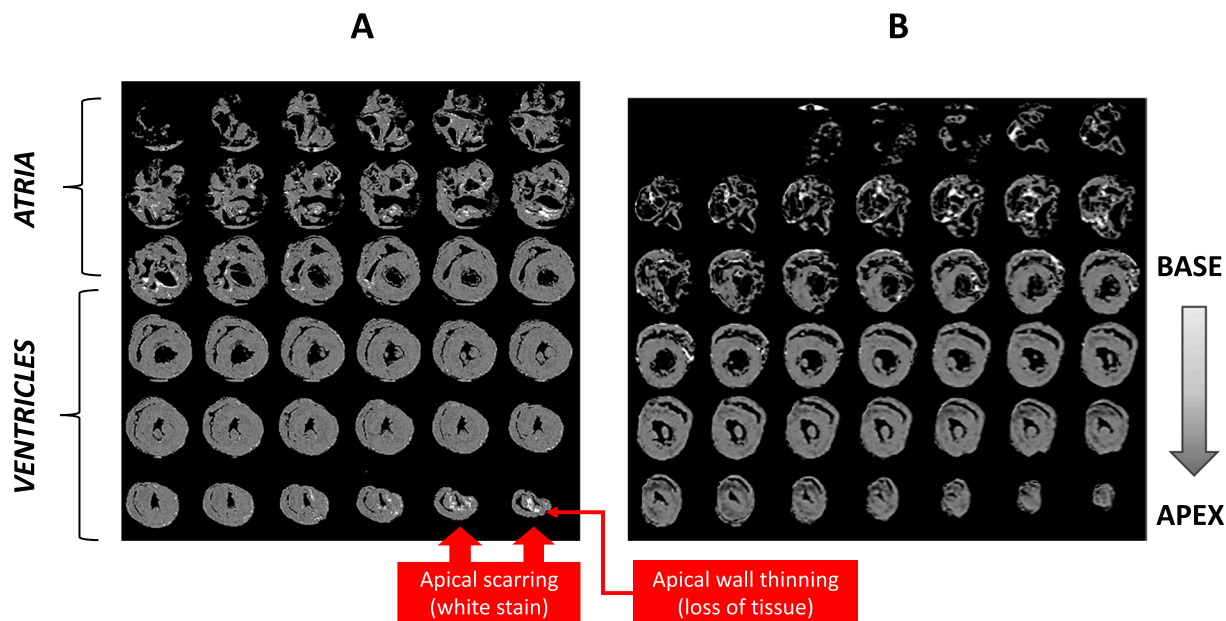 A
B
ATRIA
VENTRICLES
BASE
APEX
Apical scarring
(white stain)
Apical wall thinning
(loss of tissue)